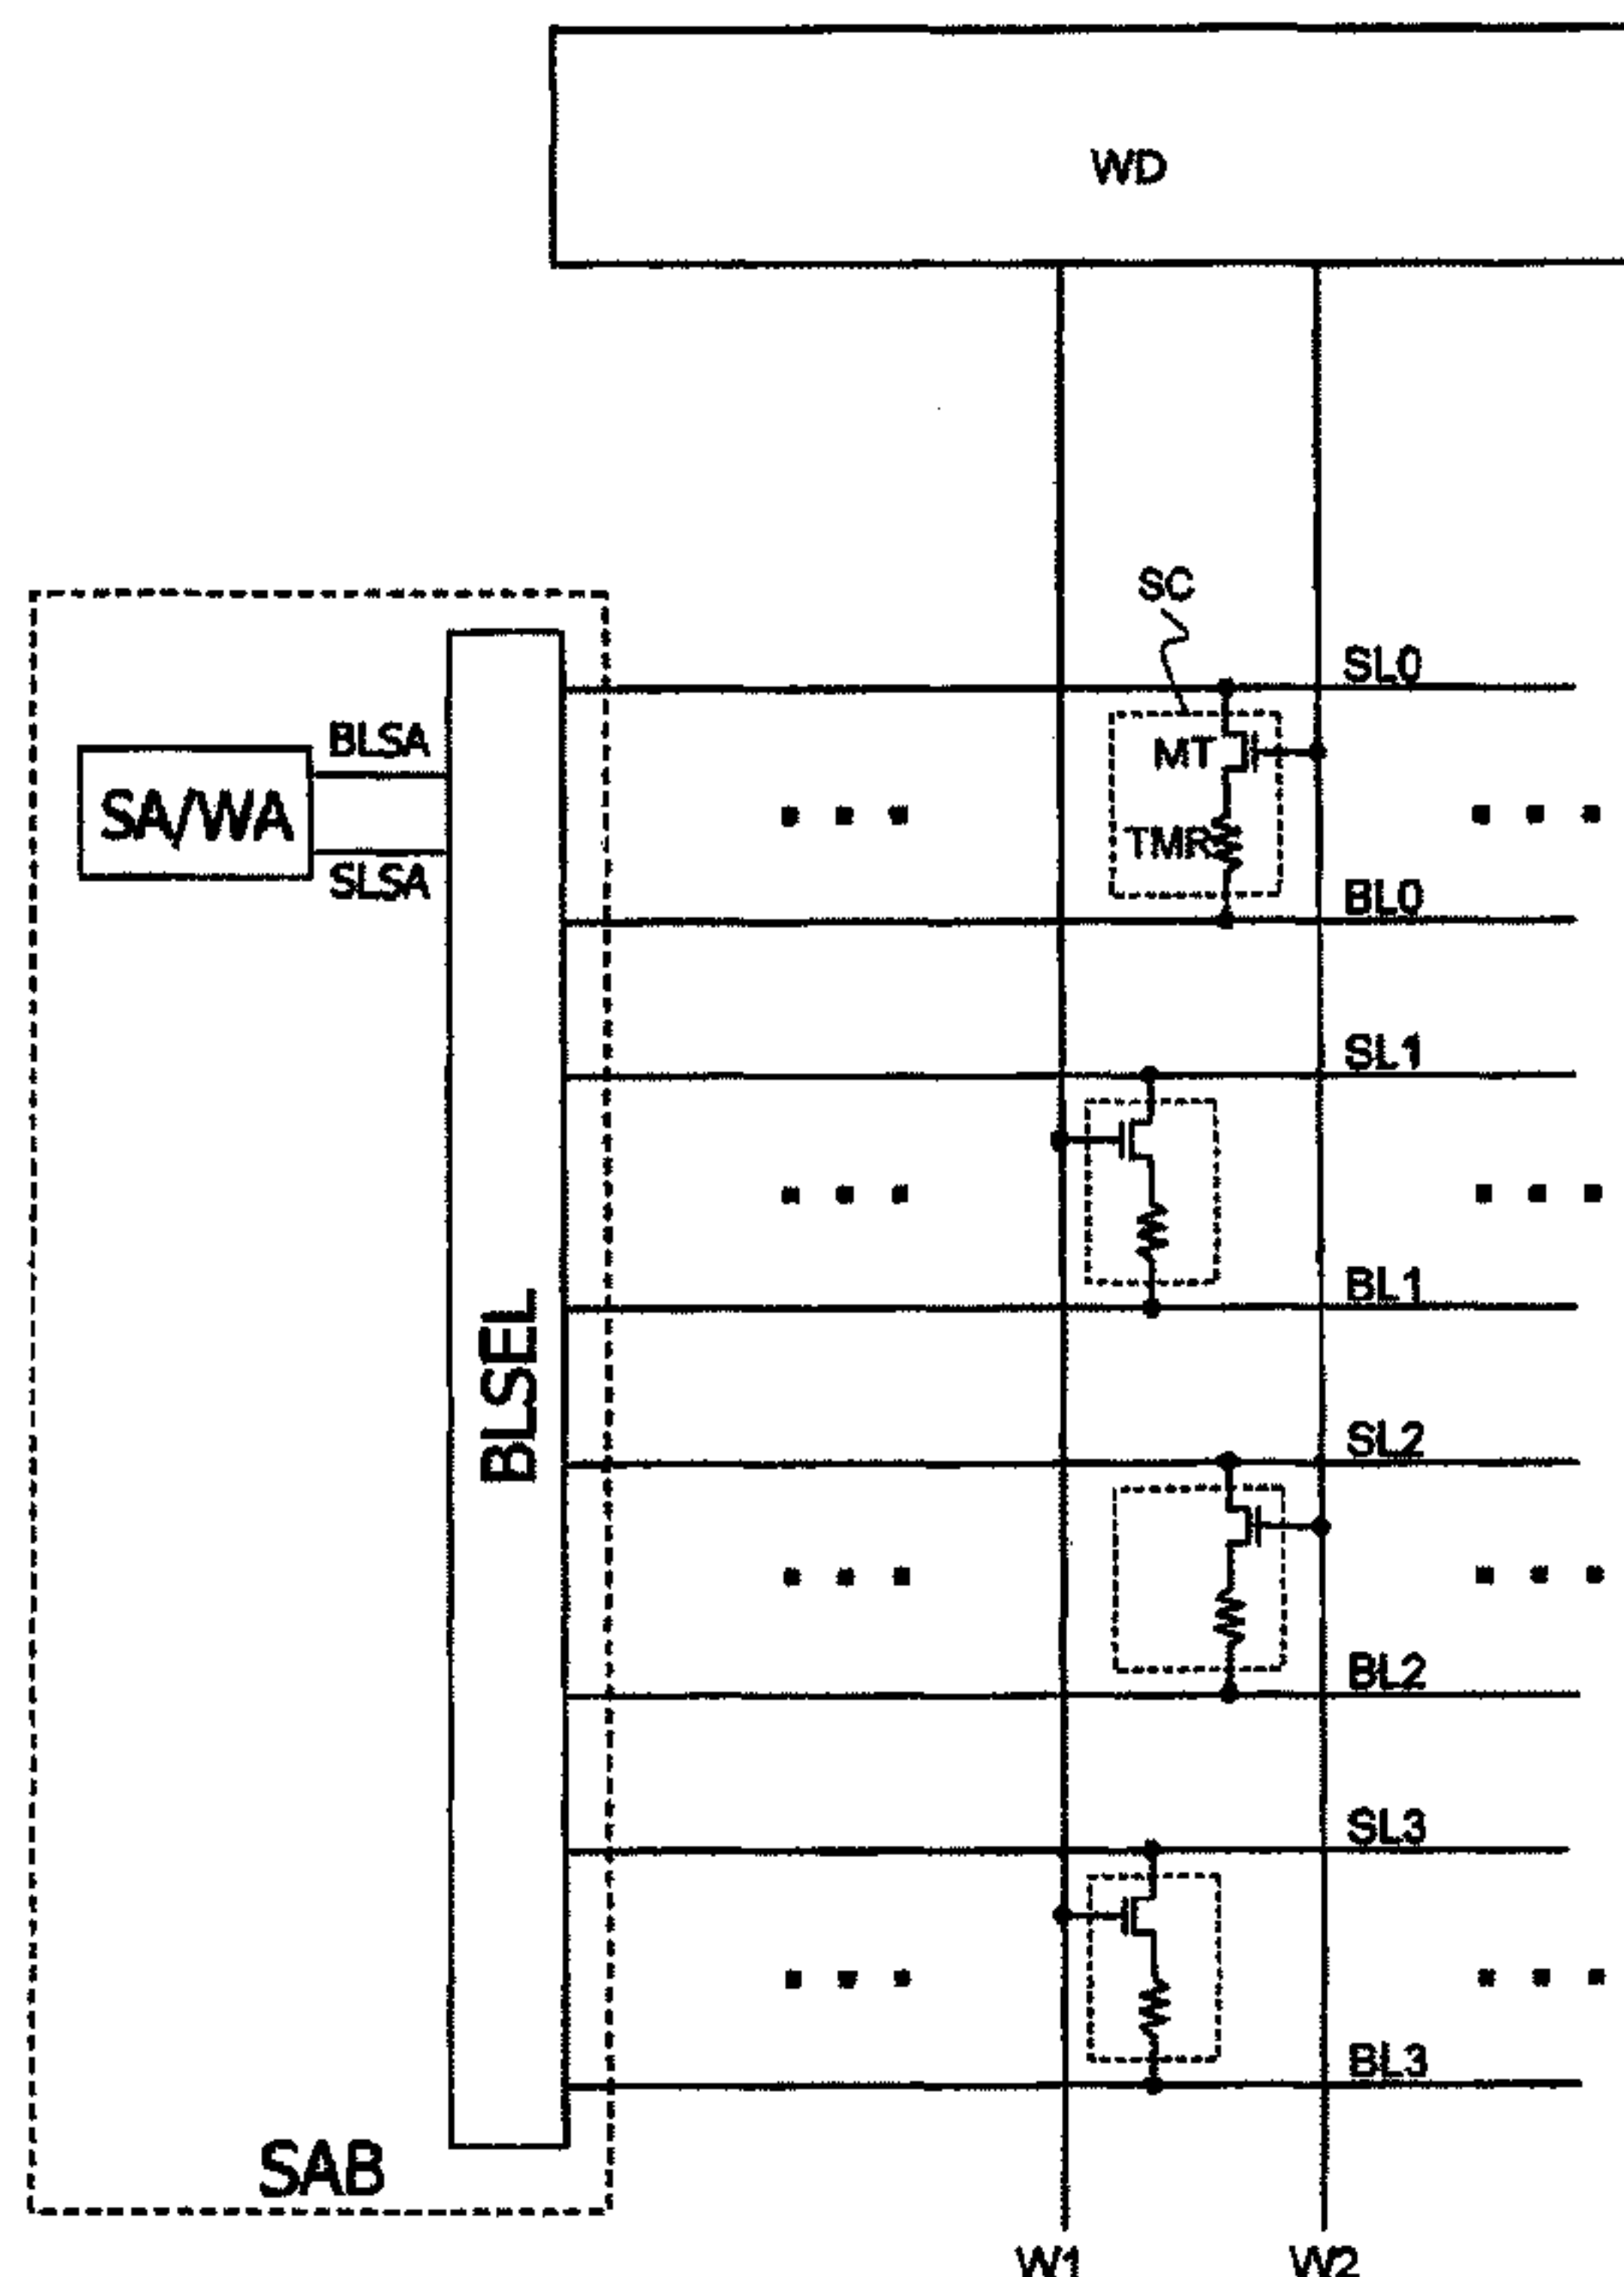 WD
SC
SL0
MT
BLSA
SA/WA
TMR
SLSA
BL0
SL1
BL1
BLSEL
SL2
BL2
SL3
BL3
SAB
W1
W2